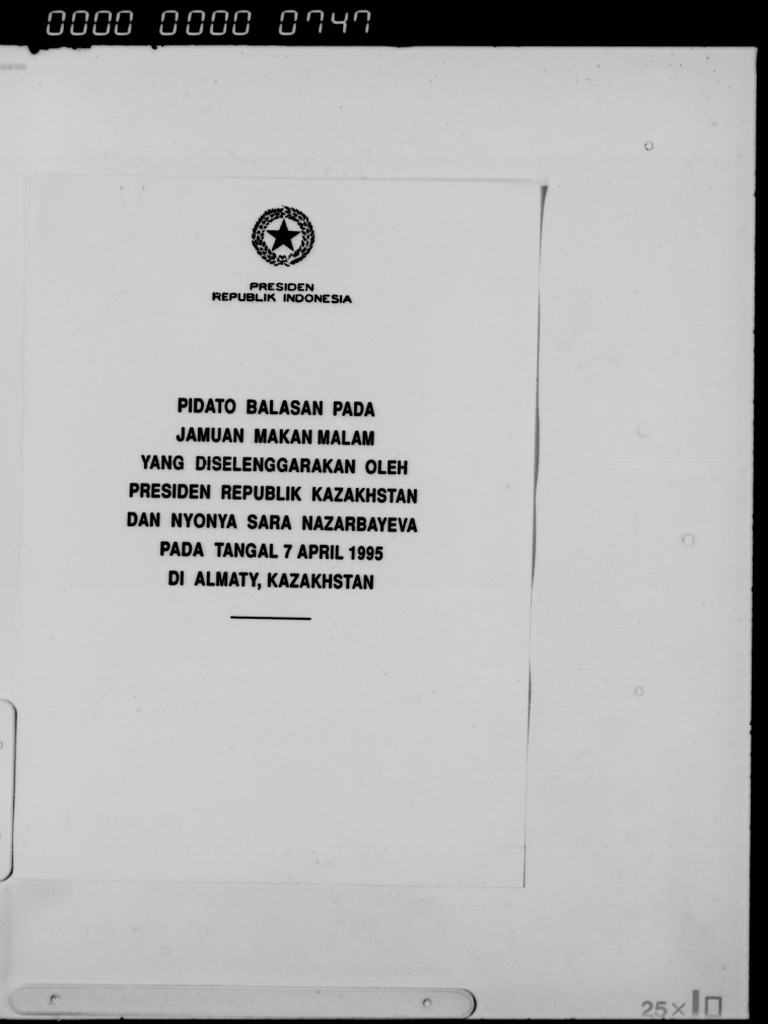 0000 0000 0747
PRESIDEN
REPUBLIK INDONESIA
PIDATO BALASAN PADA
JAMUAN MAKAN MALAM
YANG DISELENGGARAKAN OLEH
PRESIDEN REPUBLIK KAZAKHSTAN
DAN NYONYA SARA NAZARBAYEVA
PADA TANGAL 7 APRIL 1995
DI ALMATY, KAZAKHSTAN
25×